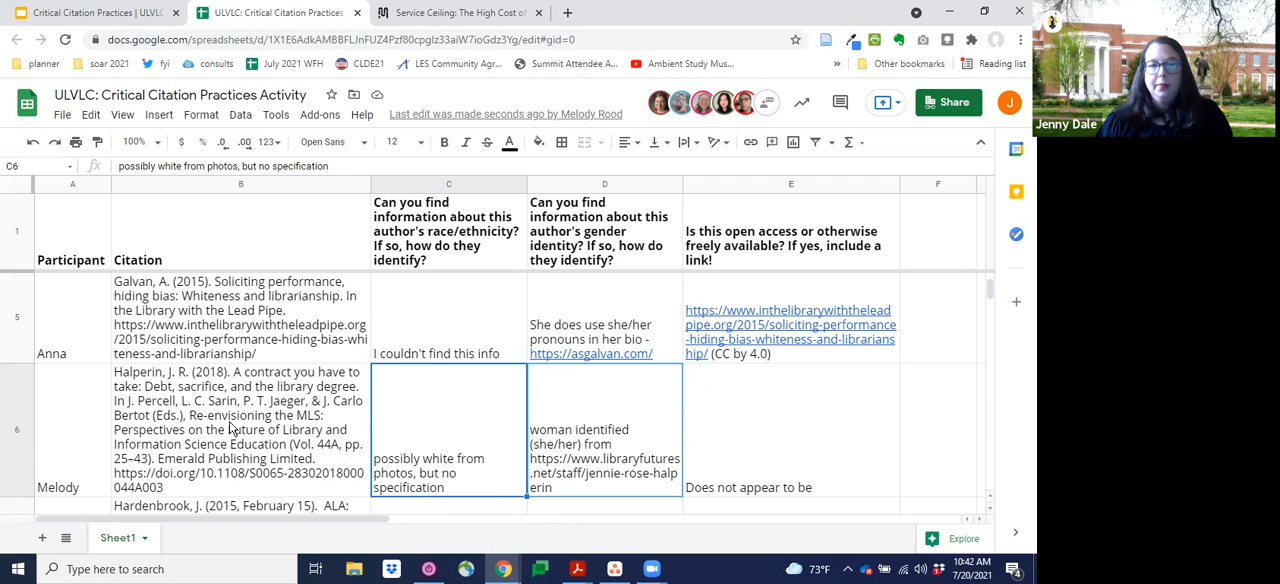 Critical Citation Practices | ULVLC
ULVLC: Critical Citation Practices
Service Ceiling: The High Cost of
docs.google.com/spreadsheets/d/1X1E6AdkAMBBFLJnFUZ4Pzf80cpglz33aiW7ioGdz3Yg/edit#gid=0
planner
soar 2021
fyi
consults
July 2021 WFH
CLDE21
LES Community Agr...
Summit Attendee A...
Ambient Study Mus...
»
Other bookmarks
Reading list
ULVLC: Critical Citation Practices Activity
File Edit View Insert Format Data Tools Add-ons Help
Last edit was made seconds ago by Melody Rood
Share
J
100%
$ % .0 .00 123
Open Sans
12
B I S A
C6
fx
possibly white from photos, but no specification
A B C D E F
1
Participant
Citation
Can you find
information about this
author's race/ethnicity?
If so, how do they
identify?
Can you find
information about this
author's gender
identity? If so, how do
they identify?
Is this open access or otherwise
freely available? If yes, include a
link!
5
Anna
Galvan, A. (2015). Soliciting performance,
hiding bias: Whiteness and librarianship. In
the Library with the Lead Pipe.
https://www.inthelibrarywiththeleadpipe.org
/2015/soliciting-performance-hiding-bias-whi
teness-and-librarianship/
I couldn't find this info
She does use she/her
pronouns in her bio -
https://asgalvan.com/
https://www.inthelibrarywiththelead
pipe.org/2015/soliciting-performance
-hiding-bias-whiteness-and-librarians
hip/ (CC by 4.0)
6
Melody
Halperin, J. R. (2018). A contract you have to
take: Debt, sacrifice, and the library degree.
In J. Percell, L. C. Sarin, P. T. Jaeger, & J. Carlo
Bertot (Eds.), Re-envisioning the MLS:
Perspectives on the Future of Library and
Information Science Education (Vol. 44A, pp.
25–43). Emerald Publishing Limited.
https://doi.org/10.1108/S0065-28302018000
044A003
possibly white from
photos, but no
specification
woman identified
(she/her) from
https://www.libraryfutures
.net/staff/jennie-rose-halp
erin
Does not appear to be
Hardenbrook, J. (2015, February 15). ALA:
Sheet1
Explore
Type here to search
73°F
10:42 AM
7/20/2021
4
Jenny Dale